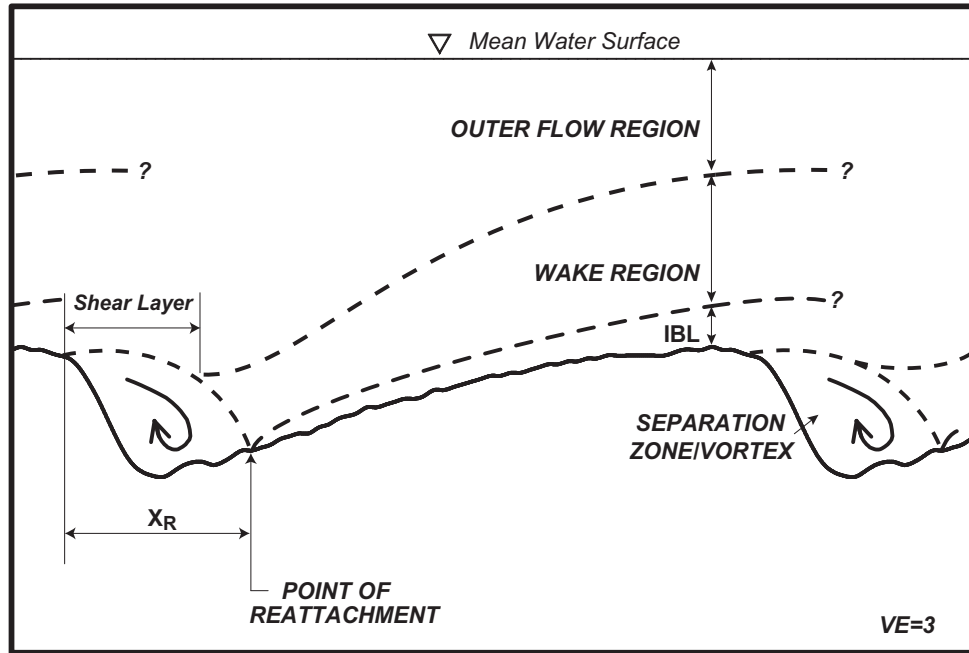 Mean Water Surface
OUTER FLOW REGION
?
?
WAKE REGION
Shear Layer
?
IBL
SEPARATION
ZONE/VORTEX
XR
POINT OF
REATTACHMENT
VE=3